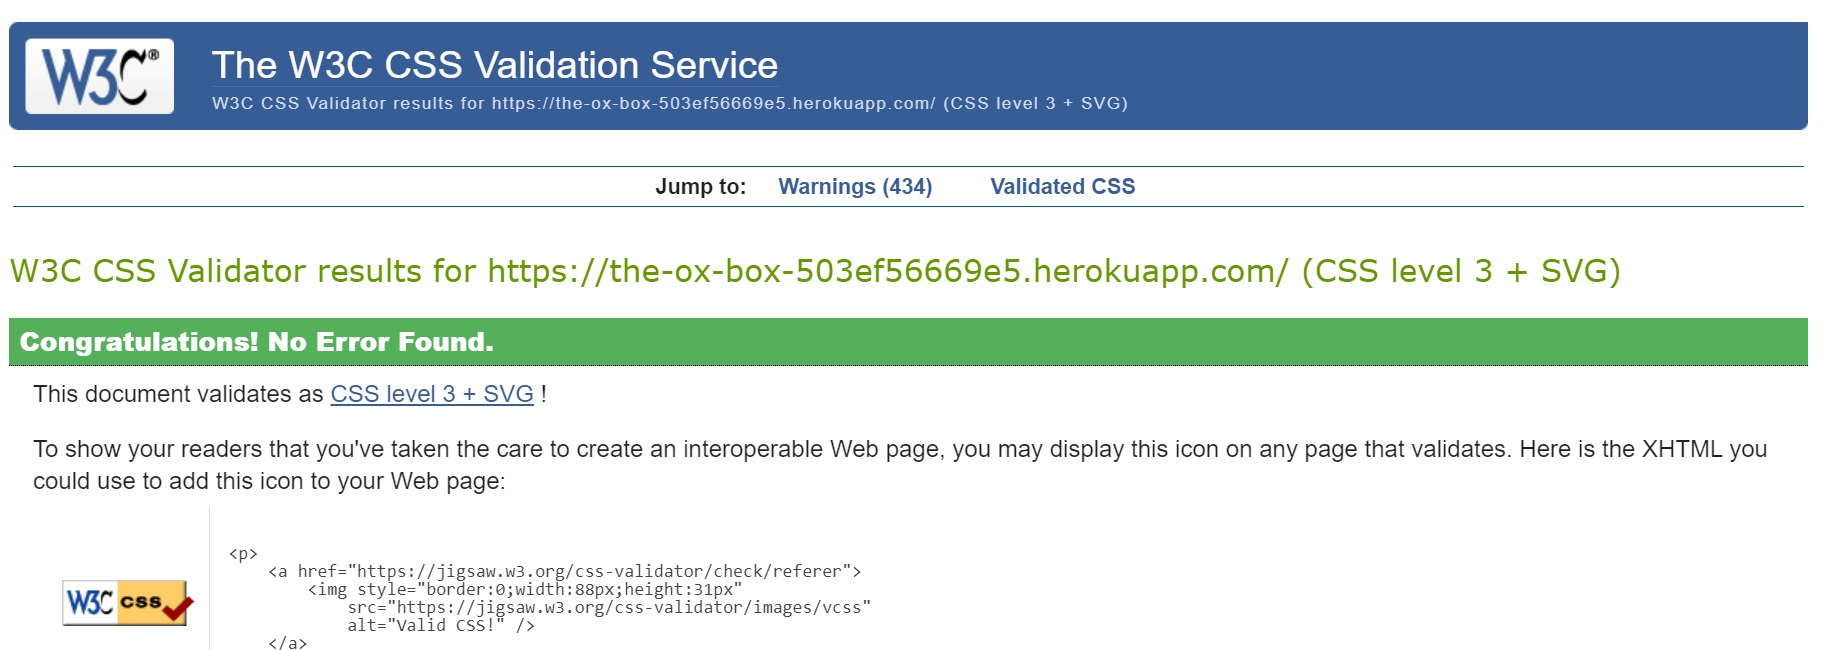 W3C®
The W3C CSS Validation Service
W3C CSS Validator results for https://the-ox-box-503ef56669e5.herokuapp.com/ (CSS level 3 + SVG)
Jump to: Warnings (434) Validated CSS
W3C CSS Validator results for https://the-ox-box-503ef56669e5.herokuapp.com/ (CSS level 3 + SVG)
Congratulations! No Error Found.
This document validates as CSS level 3 + SVG !
To show your readers that you've taken the care to create an interoperable Web page, you may display this icon on any page that validates. Here is the XHTML you
could use to add this icon to your Web page:
W3C css
<p>
<a href="https://jigsaw.w3.org/css-validator/check/referer">
<img style="border:0;width:88px;height:31px"
src="https://jigsaw.w3.org/css-validator/images/vcss"
alt="Valid CSS!" />
</a>